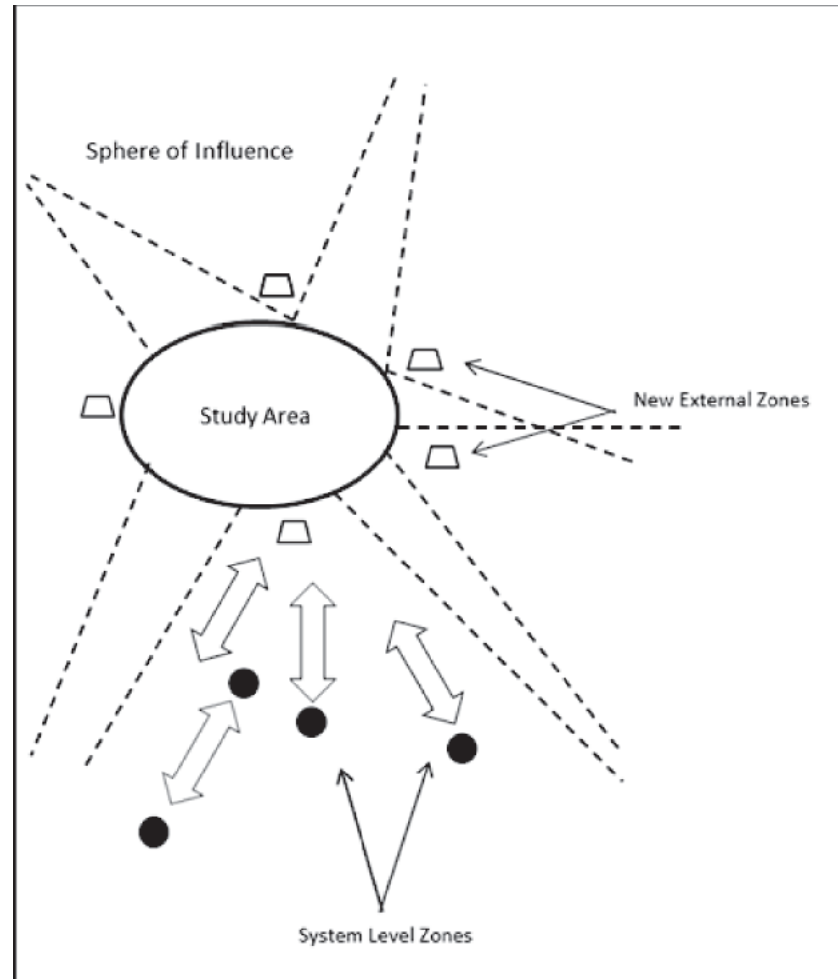 Sphere of Influence
Study Area
New External Zones
System Level Zones